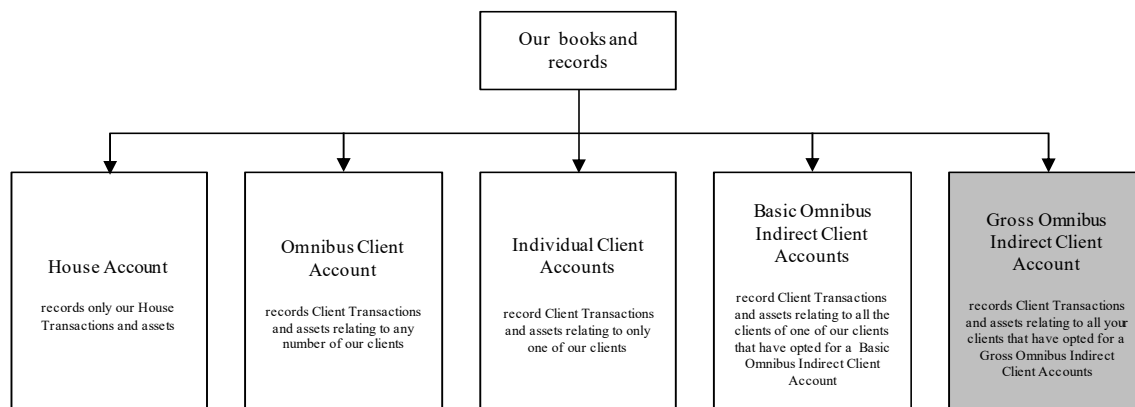 Our books and
records
House Account
records only our House
Transactions and assets
Omnibus Client
Account
records Client Transactions
and assets relating to any
number of our clients
Individual Client
Accounts
record Client Transactions
and assets relating to only
one of our clients
Basic Omnibus
Indirect Client
Accounts
record Client Transactions
and assets relating to all the
clients of one of our clients
that have opted for a Basic
Omnibus Indirect Client
Account
Gross Omnibus
Indirect Client
Account
records Client Transactions
and assets relating to all your
clients that have opted for a
Gross Omnibus Indirect
Client Accounts